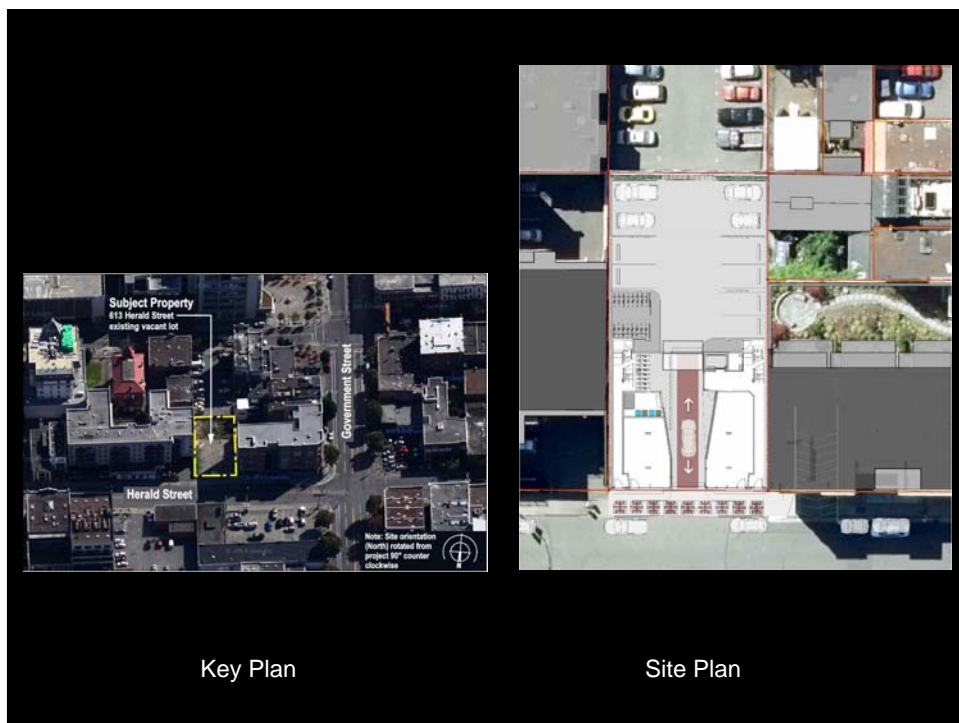 Subject Property
613 Herald Street
existing vacant lot
Government Street
Herald Street
Note: Site orientation
(North) rotated from
project 90° counter
clockwise
N
Key Plan
Site Plan